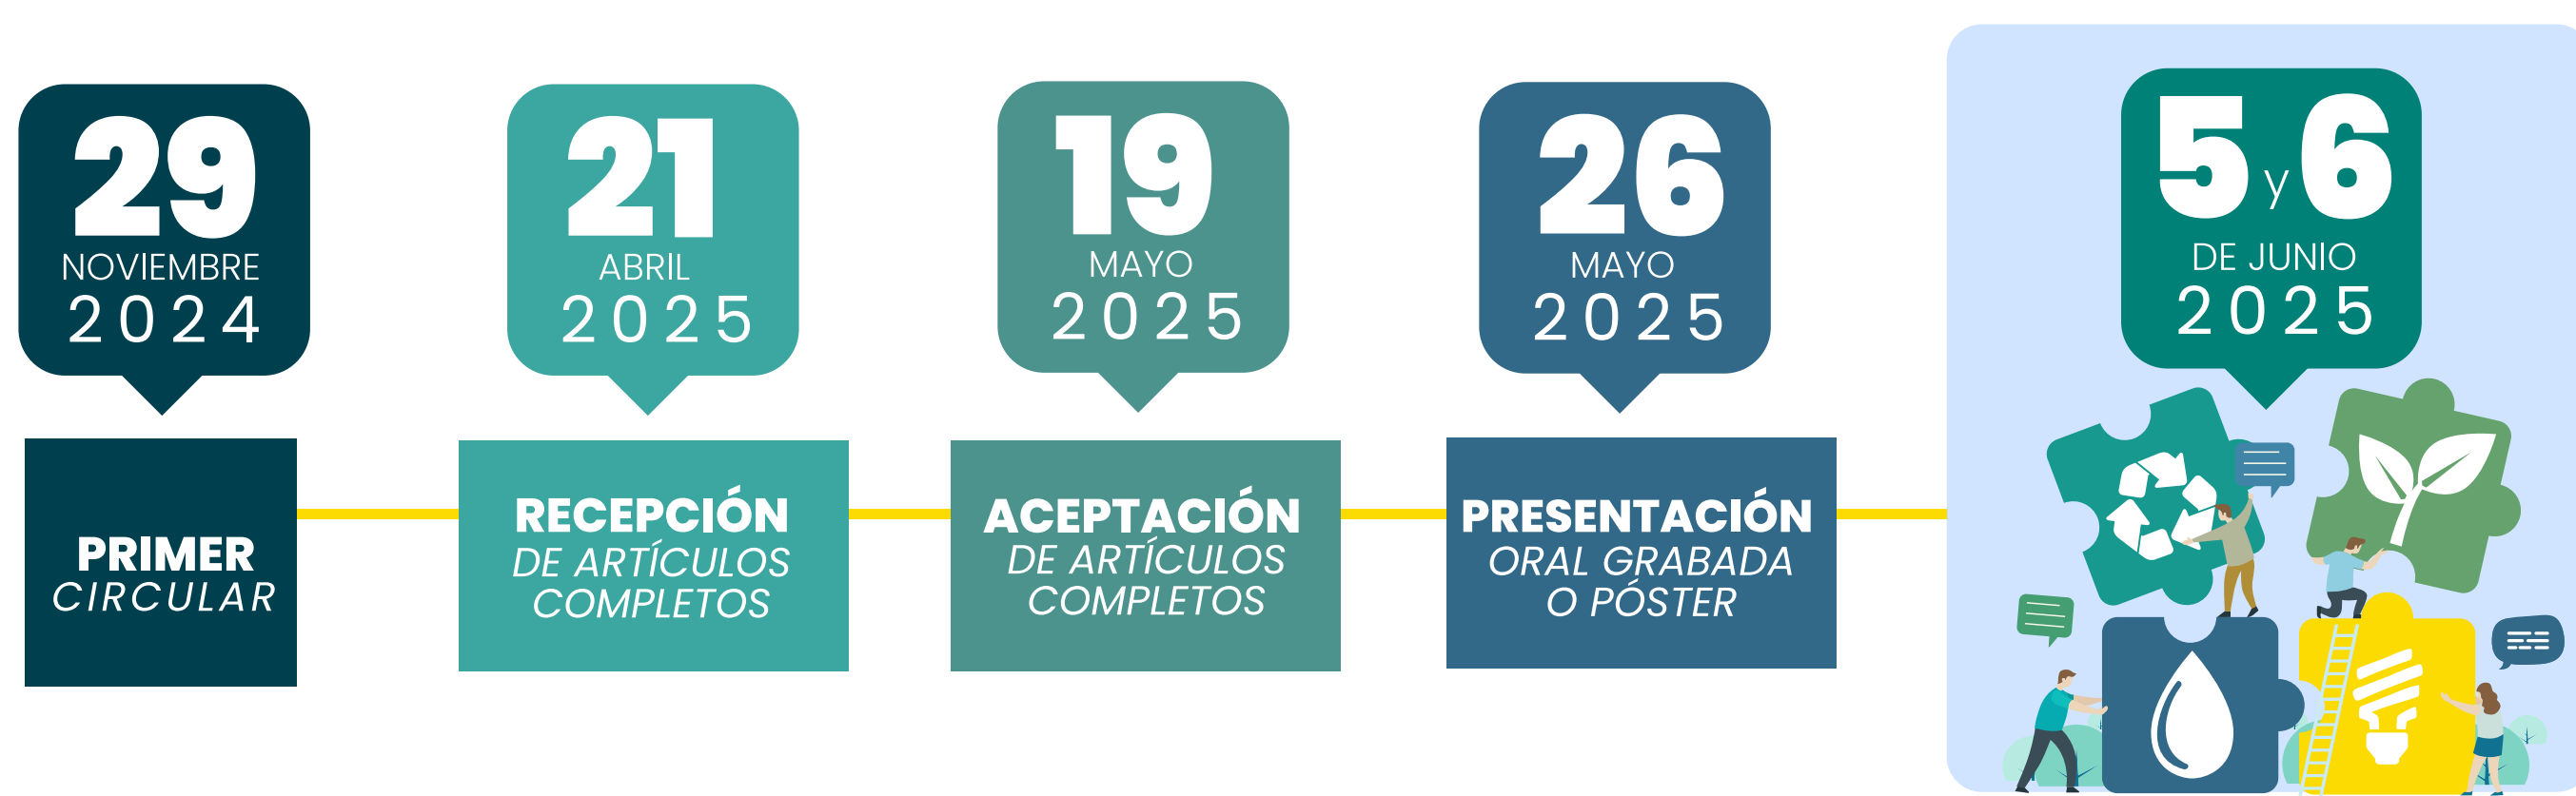 29
NOVIEMBRE
2024
PRIMER
CIRCULAR
21
ABRIL
2025
RECEPCIÓN
DE ARTÍCULOS
COMPLETOS
19
MAYO
2025
ACEPTACIÓN
DE ARTÍCULOS
COMPLETOS
26
MAYO
2025
PRESENTACIÓN
ORAL GRABADA
O PÓSTER
5 y 6
DE JUNIO
2025